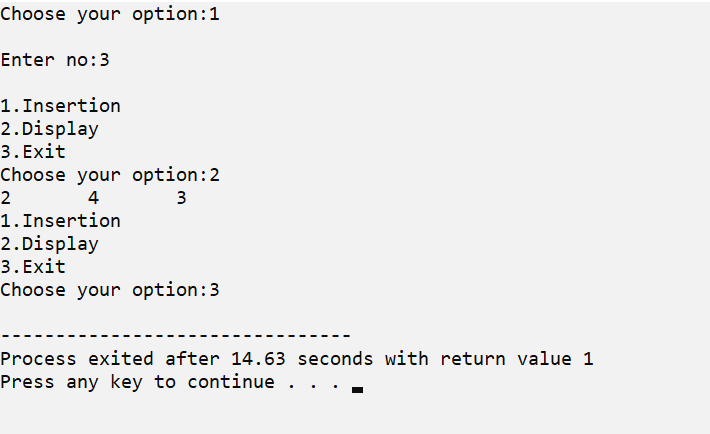 Choose your option:1
Enter no:3
1.Insertion
2.Display
3.Exit
Choose your option:2
2       4       3
1.Insertion
2.Display
3.Exit
Choose your option:3
--------------------------------
Process exited after 14.63 seconds with return value 1
Press any key to continue . . .